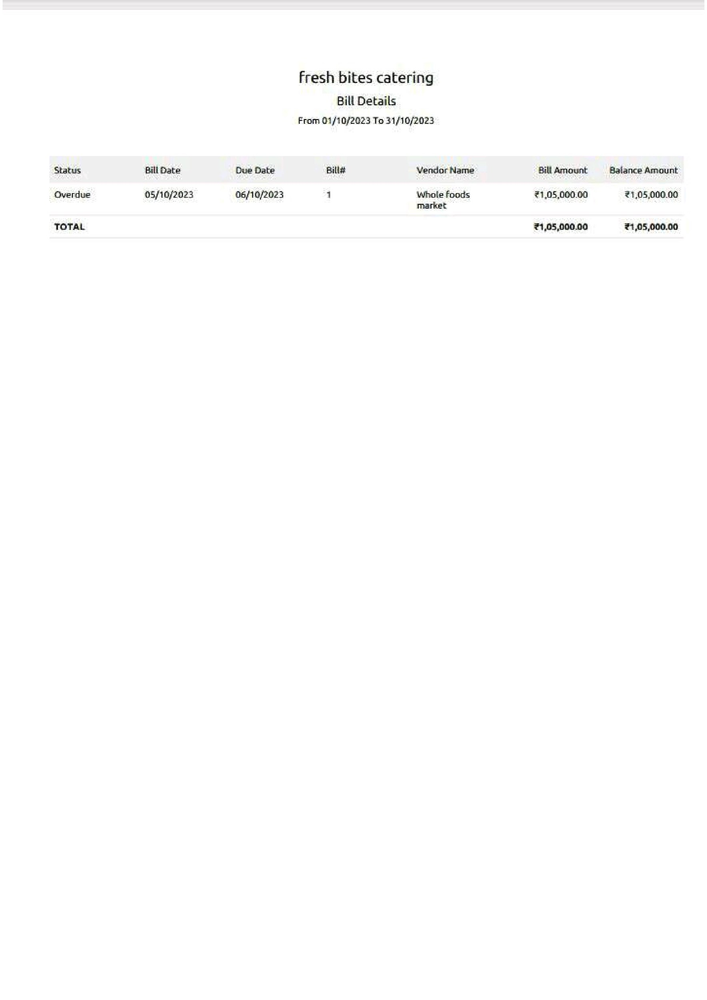 fresh bites catering
Bill Details
From 01/10/2023 To 31/10/2023
Status Bill Date Due Date Bill# Vendor Name Bill Amount Balance Amount
Overdue 05/10/2023 06/10/2023 1 Whole foods ₹1,05,000.00 ₹1,05,000.00
market
TOTAL ₹1,05,000.00 ₹1,05,000.00